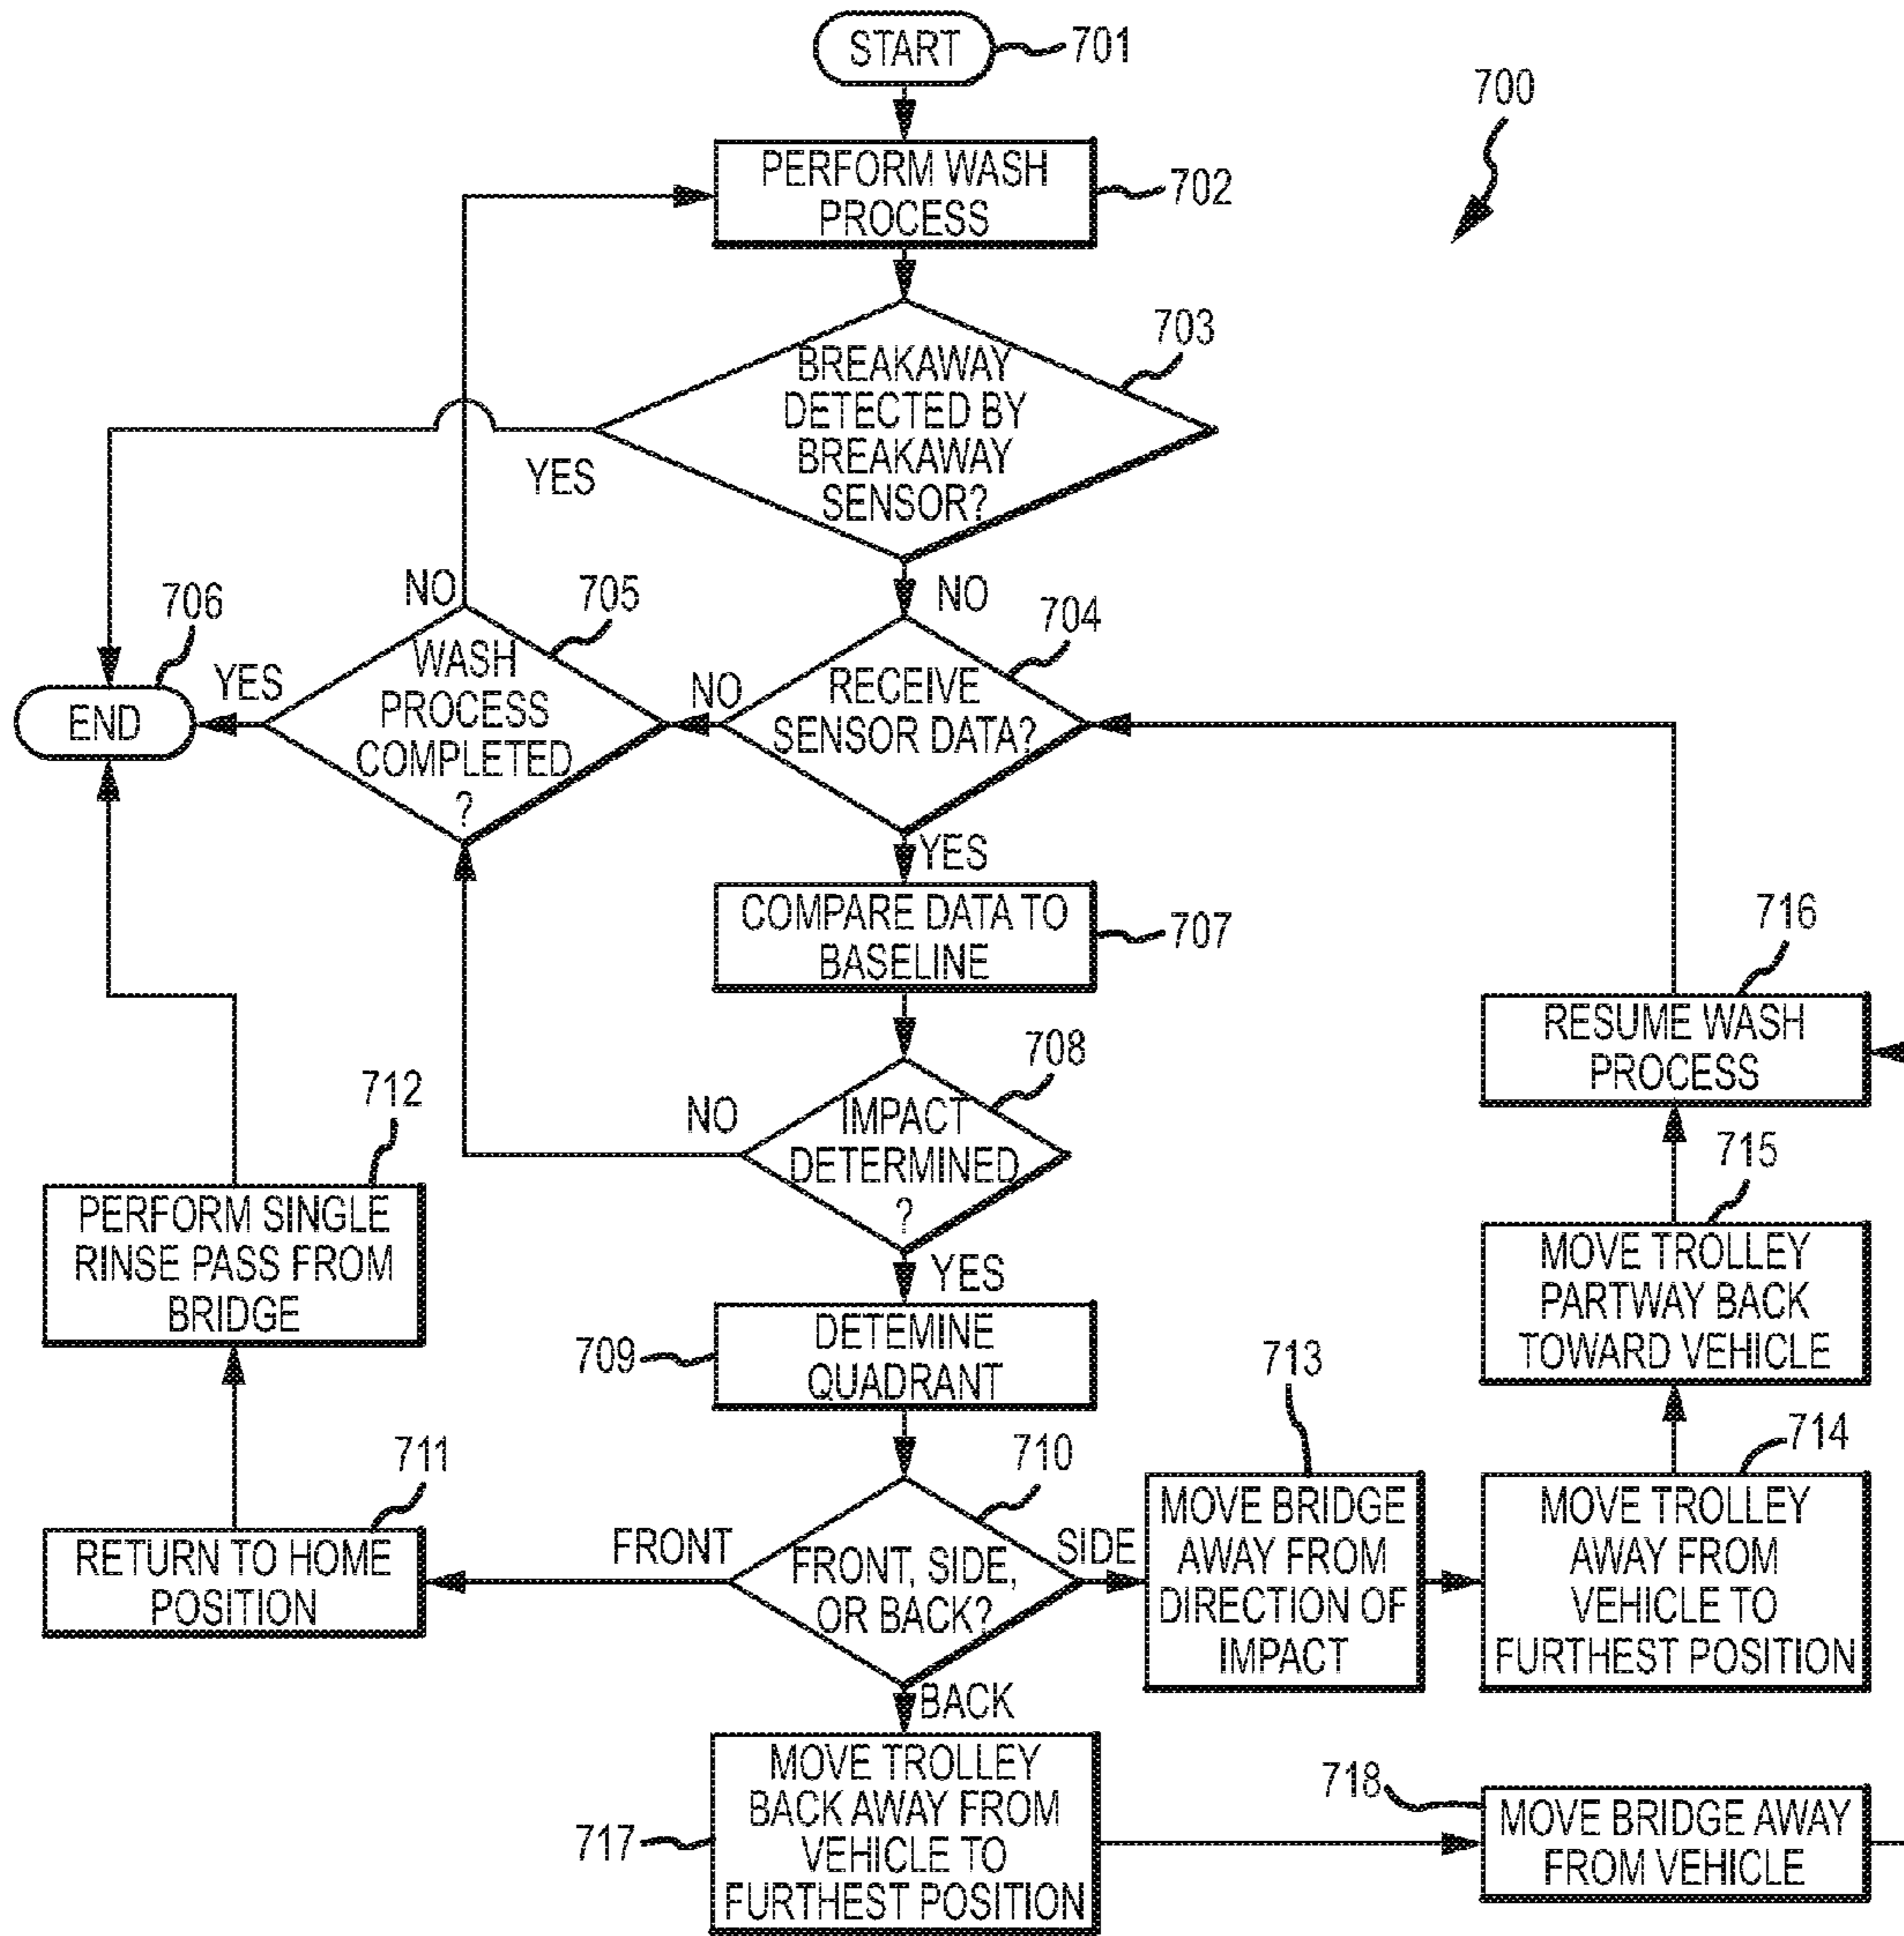 START
701
700
PERFORM WASH
PROCESS
702
703
BREAKAWAY
DETECTED BY
BREAKAWAY
SENSOR?
YES
NO
706
END
YES
NO
705
WASH
PROCESS
COMPLETED
?
NO
704
RECEIVE
SENSOR DATA?
YES
COMPARE DATA TO
BASELINE
707
716
RESUME WASH
PROCESS
708
IMPACT
DETERMINED
?
NO
YES
712
PERFORM SINGLE
RINSE PASS FROM
BRIDGE
715
MOVE TROLLEY
PARTWAY BACK
TOWARD VEHICLE
709
DETEMINE
QUADRANT
710
FRONT, SIDE,
OR BACK?
FRONT
SIDE
BACK
711
RETURN TO HOME
POSITION
713
MOVE BRIDGE
AWAY FROM
DIRECTION OF
IMPACT
714
MOVE TROLLEY
AWAY FROM
VEHICLE TO
FURTHEST POSITION
717
MOVE TROLLEY
BACK AWAY FROM
VEHICLE TO
FURTHEST POSITION
718
MOVE BRIDGE AWAY
FROM VEHICLE